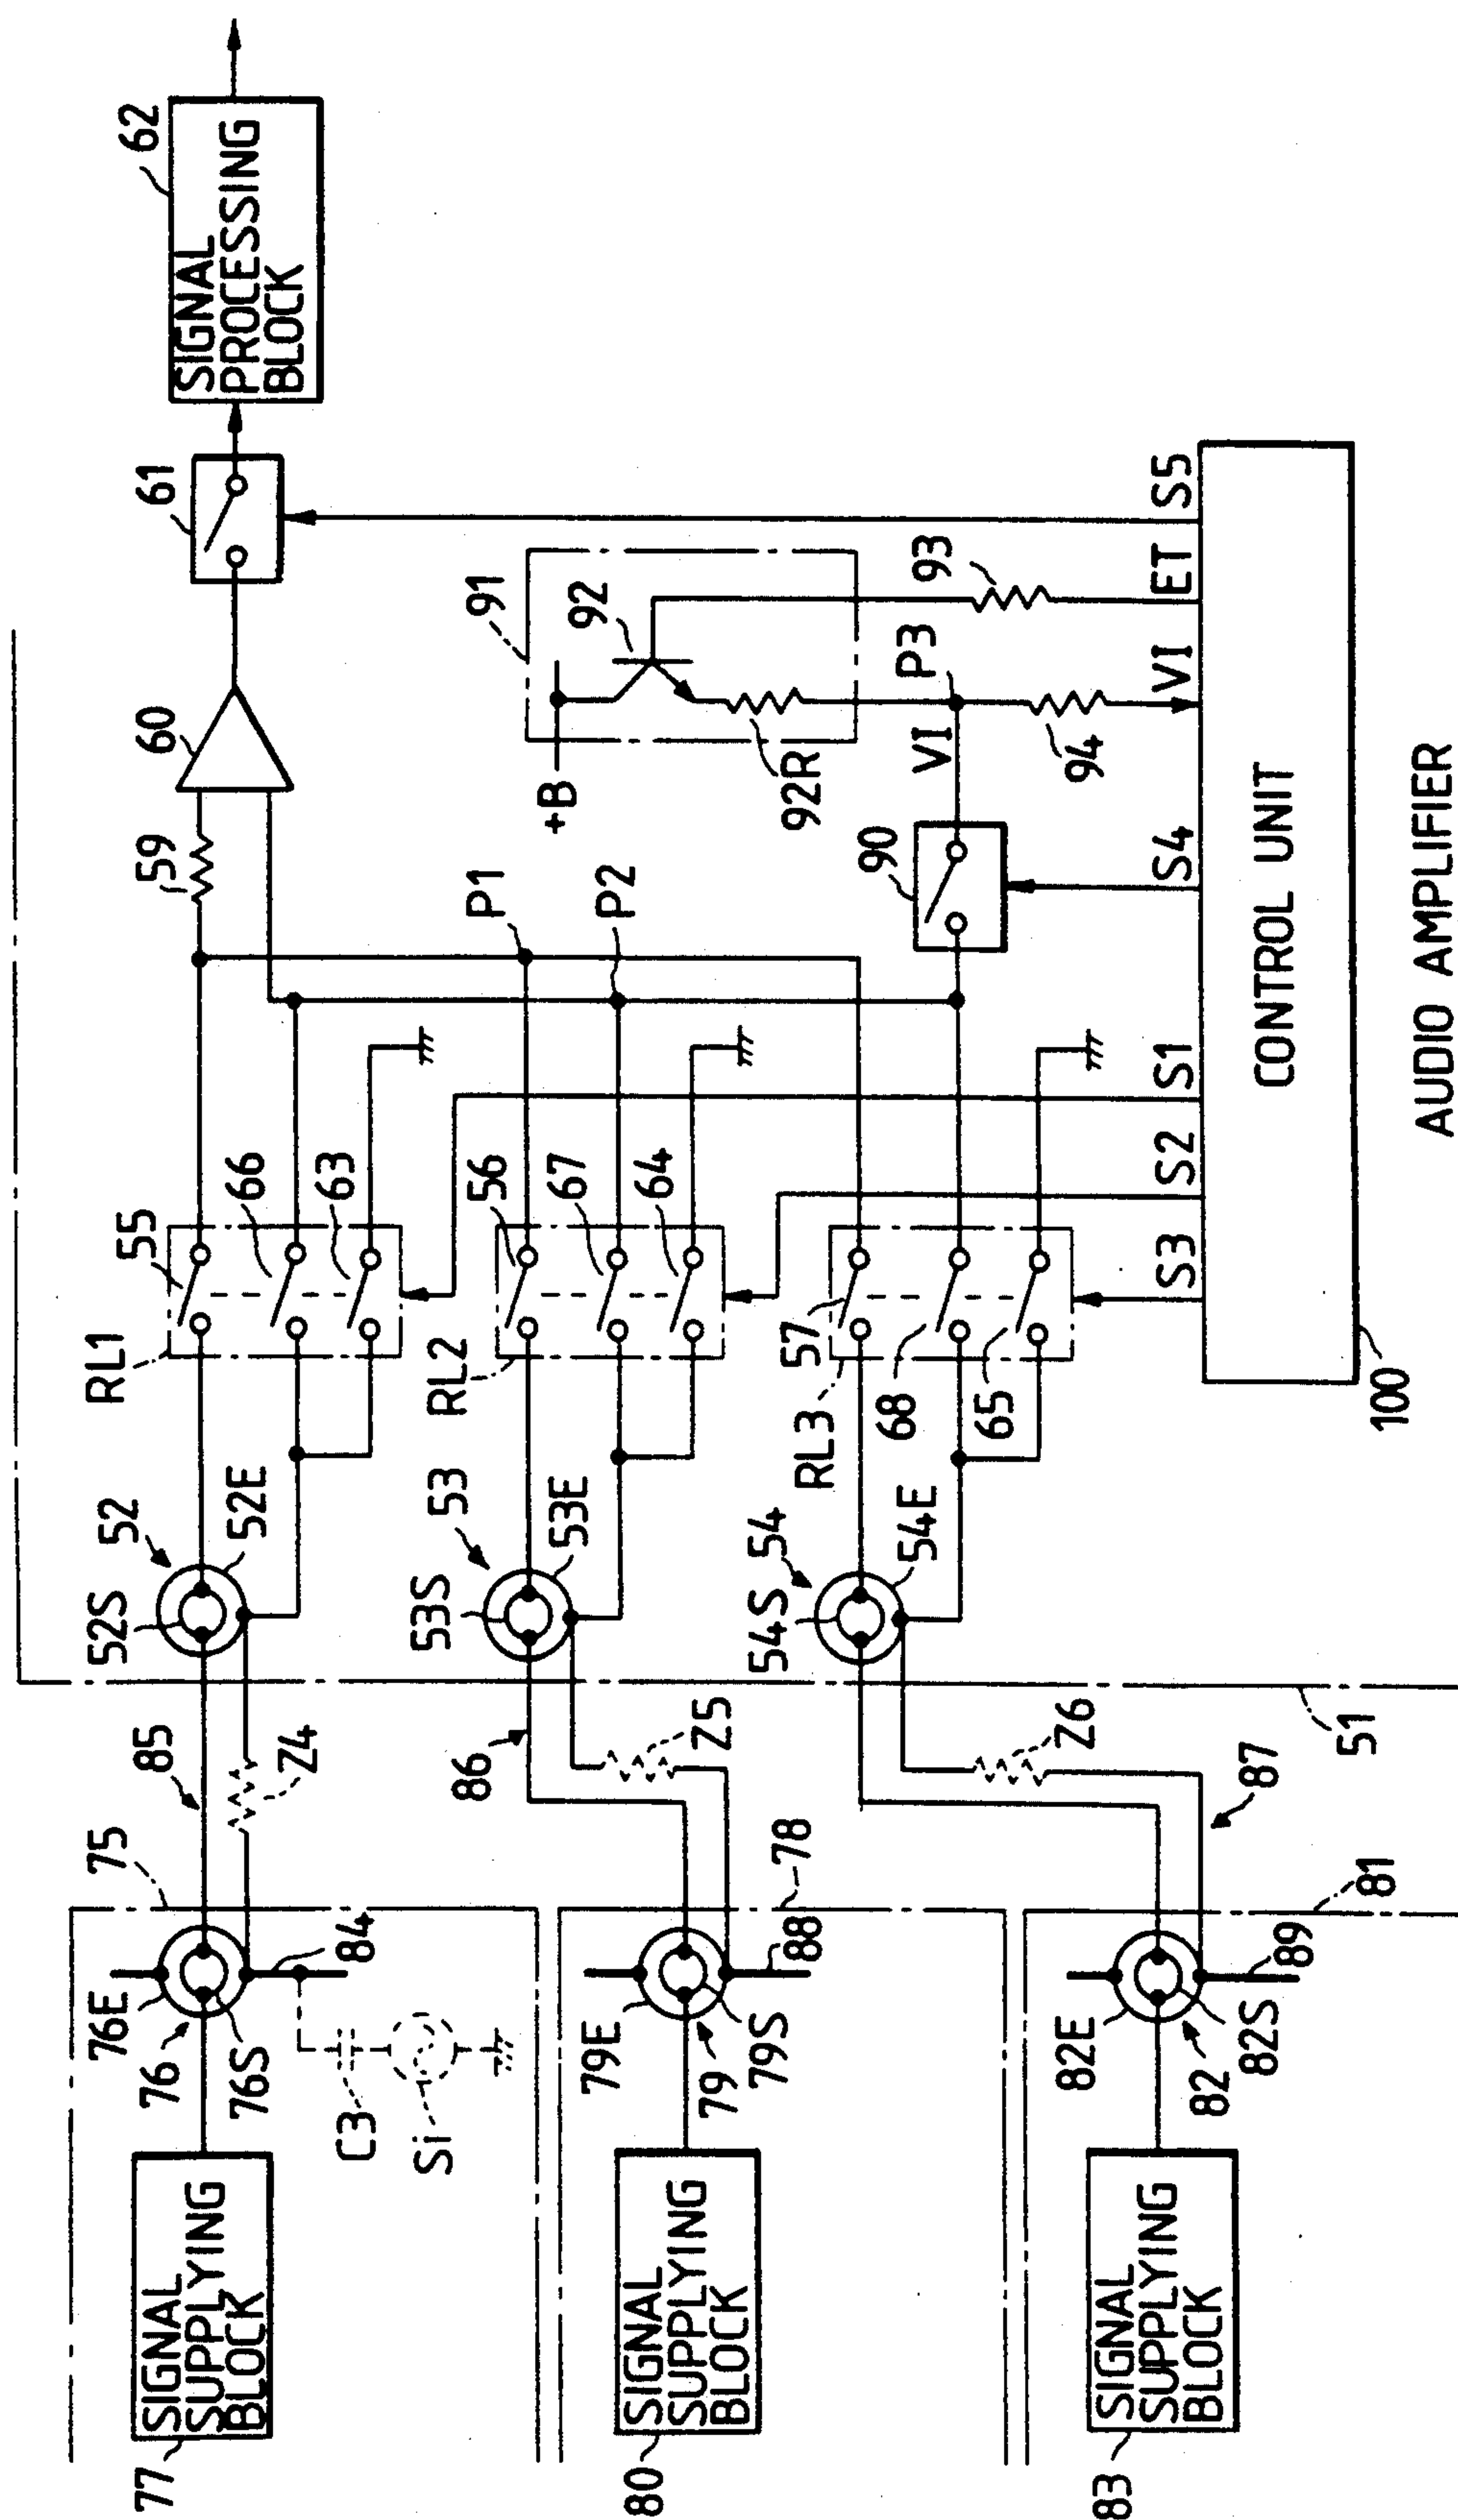 62
SIGNAL
PROCESSING
BLOCK
61
60
59
91
92
+B
92R
93
P3
VI
94
90
P1
P2
S5
ET
VI
S4
S1
S2
S3
CONTROL UNIT
100
AUDIO AMPLIFIER
55
66
63
RL1
56
67
64
RL2
57
68
65
RL3
52
52S
52E
53
53S
53E
54
54S
54E
51
85
Z4
86
Z5
Z6
87
75
76E
76
76S
84
C3
Si
78
79E
79
79S
88
81
82E
82
82S
89
SIGNAL
SUPPLYING
BLOCK
77
SIGNAL
SUPPLYING
BLOCK
80
SIGNAL
SUPPLYING
BLOCK
83